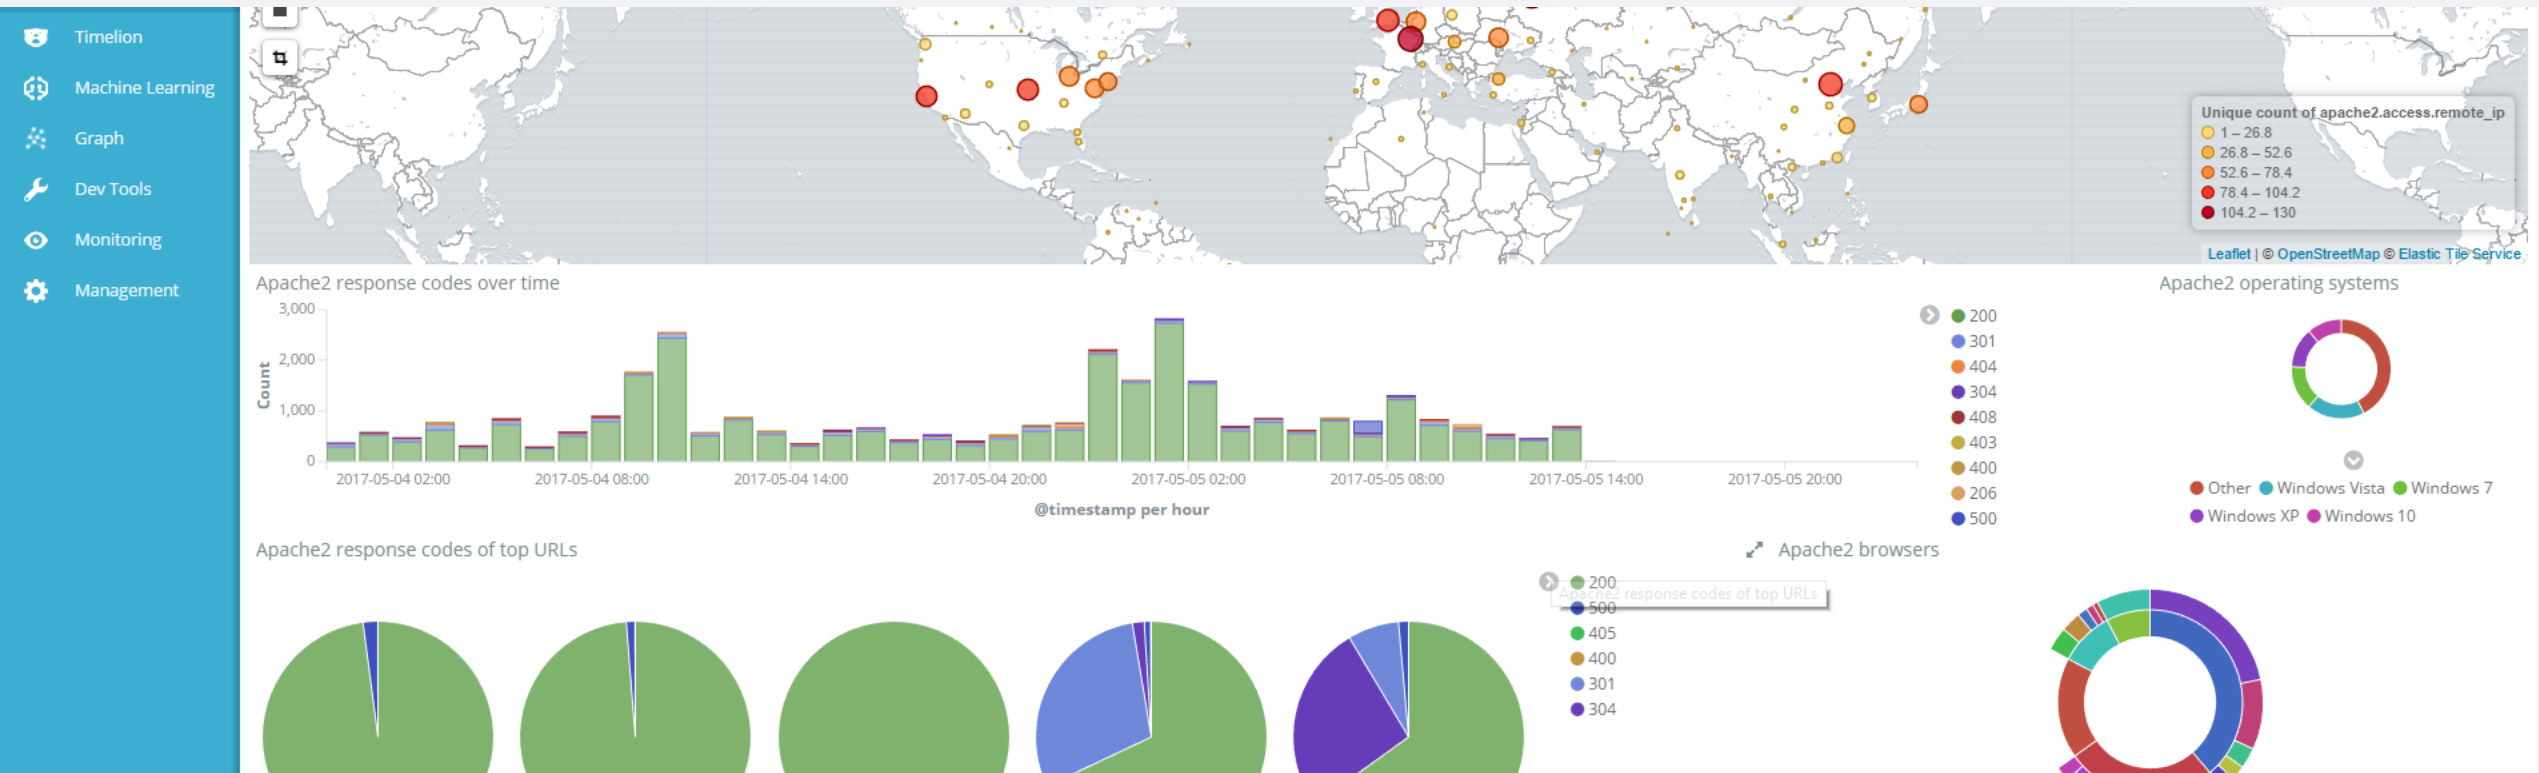 Timelion
Machine Learning
Graph
Dev Tools
Monitoring
Management
Unique count of apache2.access.remote_ip
1 – 26.8
26.8 – 52.6
52.6 – 78.4
78.4 – 104.2
104.2 – 130
Leaflet | © OpenStreetMap © Elastic Tile Service
Apache2 response codes over time
3,000
2,000
1,000
0
Count
2017-05-04 02:00 2017-05-04 08:00 2017-05-04 14:00 2017-05-04 20:00 2017-05-05 02:00 2017-05-05 08:00 2017-05-05 14:00 2017-05-05 20:00
@timestamp per hour
200
301
404
304
408
403
400
206
500
Apache2 operating systems
Other Windows Vista Windows 7
Windows XP Windows 10
Apache2 response codes of top URLs
200
Apache2 response codes of top URLs
500
405
400
301
304
Apache2 browsers